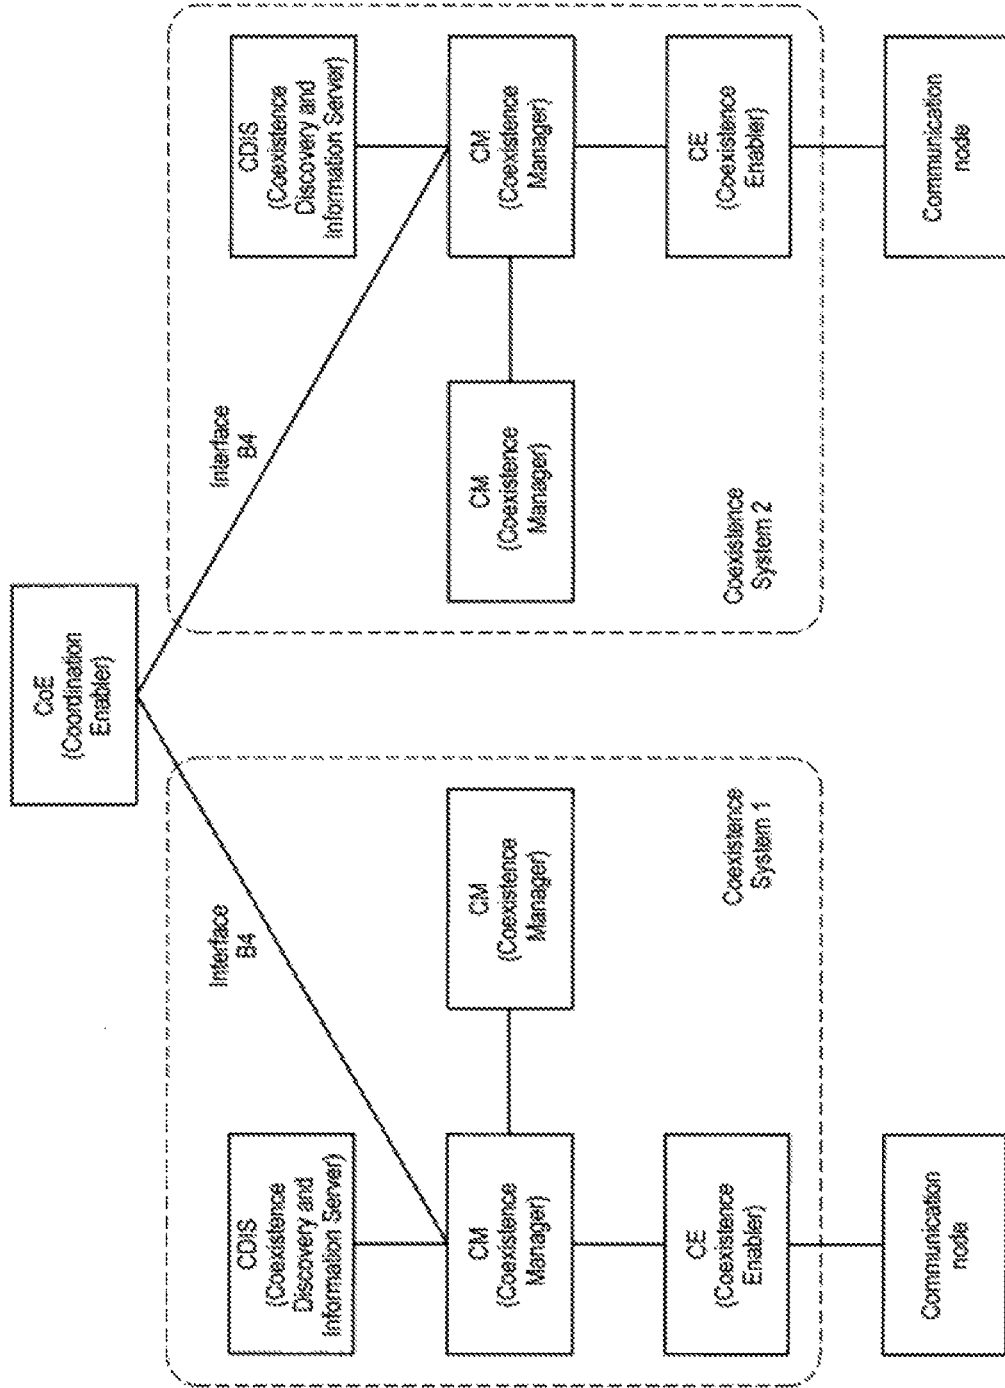 CoE
(Coordination
Enabler)
Interface
B4
Interface
B4
CDIS
(Coexistence
Discovery and
Information Server)
CM
(Coexistence
Manager)
CM
(Coexistence
Manager)
CE
(Coexistence
Enabler)
Coexistence
System 1
Communication
node
CDIS
(Coexistence
Discovery and
Information Server)
CM
(Coexistence
Manager)
CM
(Coexistence
Manager)
CE
(Coexistence
Enabler)
Coexistence
System 2
Communication
node